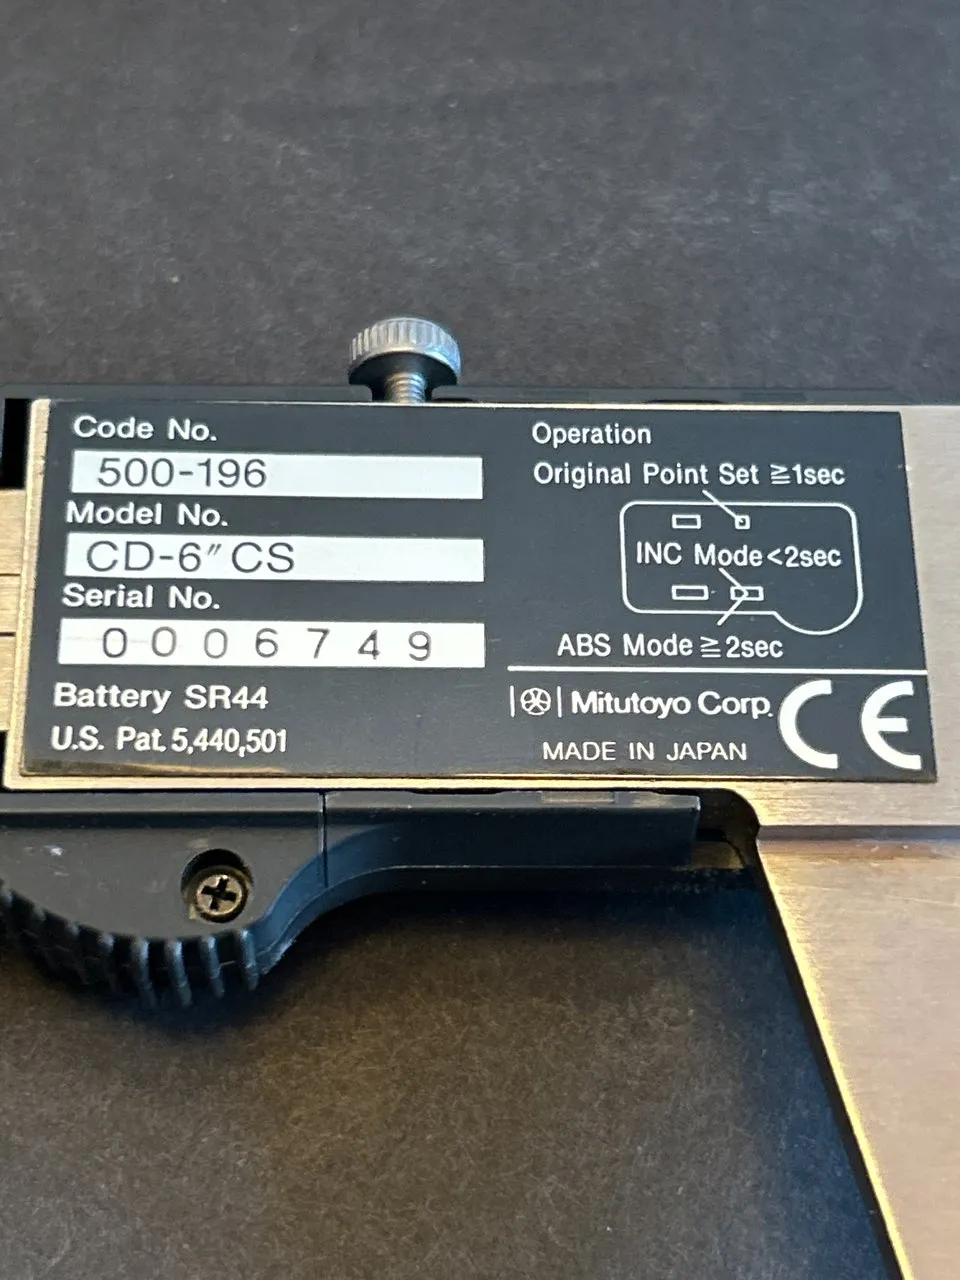 Code No.
500-196
Model No.
CD-6″CS
Serial No.
0006749
Battery SR44
U.S. Pat. 5,440,501
Operation
Original Point Set ≧1sec
INC Mode<2sec
ABS Mode≧2sec
Mitutoyo Corp.
MADE IN JAPAN
CE